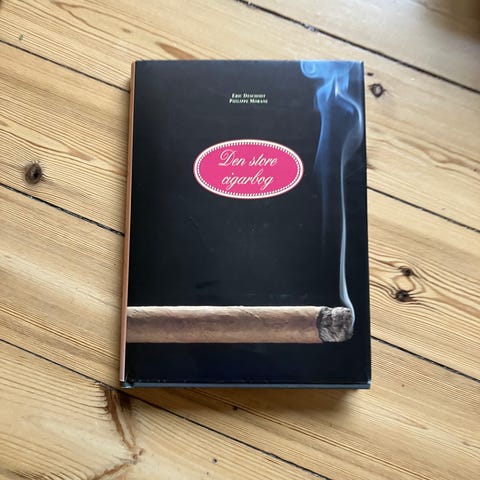 ERIC DESCHODT
PHILIPPE MORANE
Den store
cigarbog